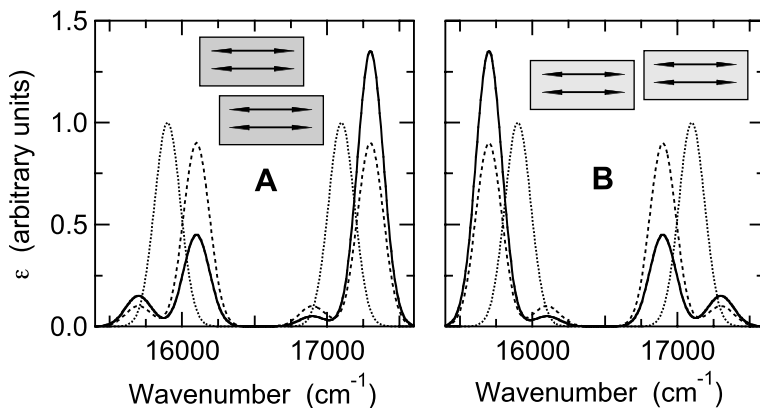 1.5
1.0
0.5
0.0
ε (arbitrary units)
A
B
16000 17000
16000 17000
Wavenumber (cm⁻¹)
Wavenumber (cm⁻¹)